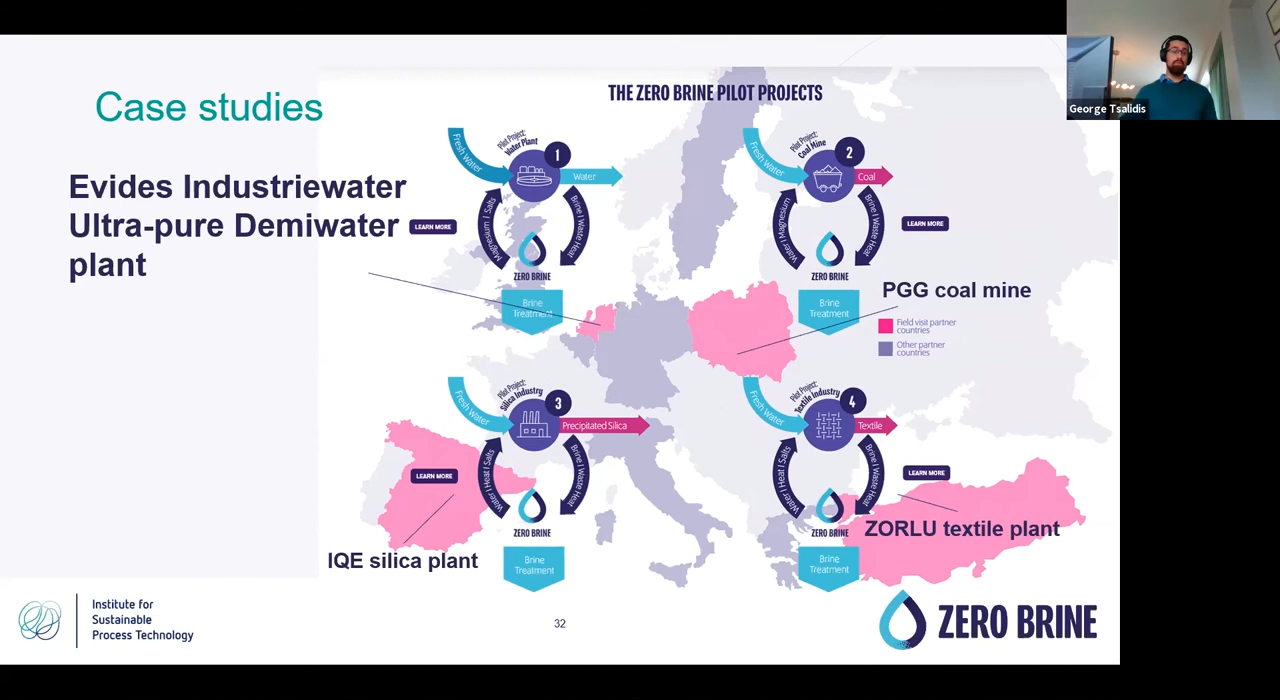 George Tsalidis
Case studies
THE ZERO BRINE PILOT PROJECTS
Evides Industriewater
Ultra-pure Demiwater
plant
Fresh Water
Pilot Project:
Water Plant
1
Water
Magnesium | Salts
Brine | Waste Heat
LEARN MORE
ZERO BRINE
Brine
Treatment
Fresh Water
Pilot Project:
Coal Mine
2
Coal
Water | Magnesium
Brine | Waste Heat
LEARN MORE
ZERO BRINE
Brine
Treatment
PGG coal mine
Field visit partner
countries
Other partner
countries
Fresh Water
Pilot Project:
Silica Industry
3
Precipitated Silica
Water | Heat | Salts
Brine | Waste Heat
LEARN MORE
ZERO BRINE
Brine
Treatment
IQE silica plant
Fresh Water
Pilot Project:
Textile Industry
4
Textile
Water | Heat | Salts
Brine | Waste Heat
LEARN MORE
ZERO BRINE
Brine
Treatment
ZORLU textile plant
Institute for
Sustainable
Process Technology
32
ZERO BRINE